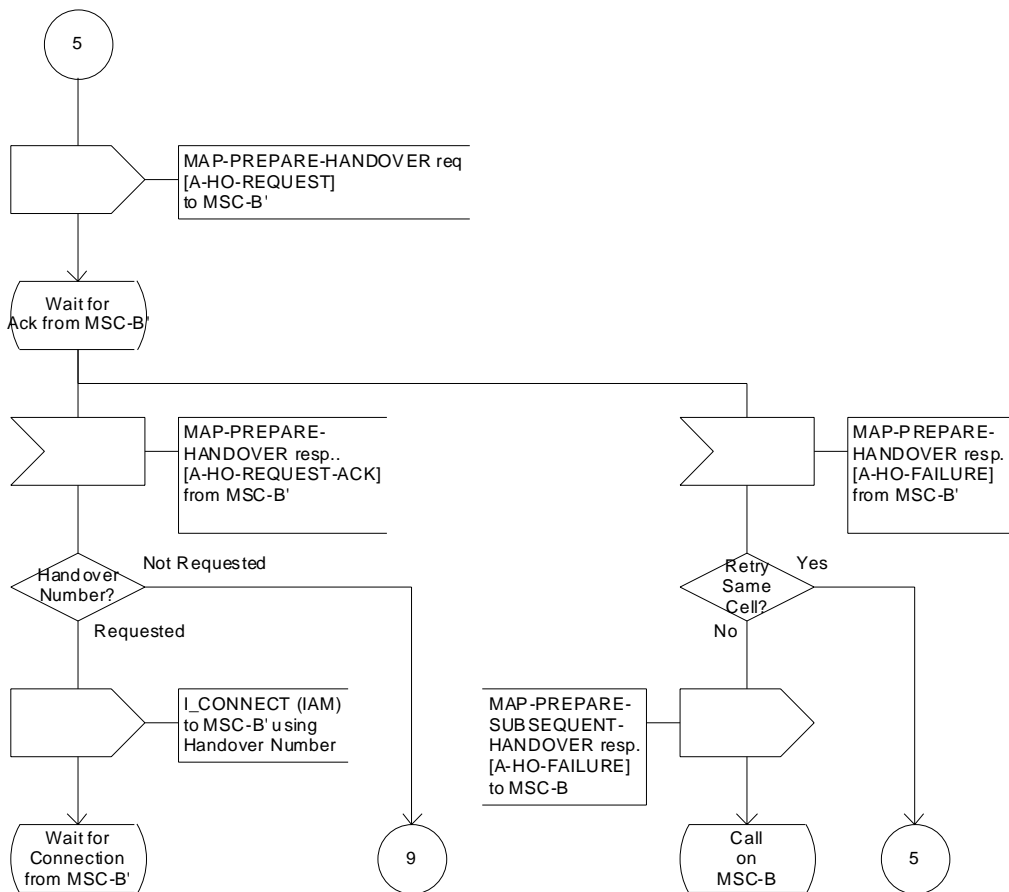 5
MAP-PREPARE-HANDOVER req
[A-HO-REQUEST]
to MSC-B'
Wait for
Ack from MSC-B'
MAP-PREPARE-
HANDOVER resp..
[A-HO-REQUEST-ACK]
from MSC-B'
MAP-PREPARE-
HANDOVER resp.
[A-HO-FAILURE]
from MSC-B'
Handover
Number?
Not Requested
Requested
Retry
Same
Cell?
Yes
No
I_CONNECT (IAM)
to MSC-B' using
Handover Number
MAP-PREPARE-
SUBSEQUENT-
HANDOVER resp.
[A-HO-FAILURE]
to MSC-B
Wait for
Connection
from MSC-B'
9
Call
on
MSC-B
5